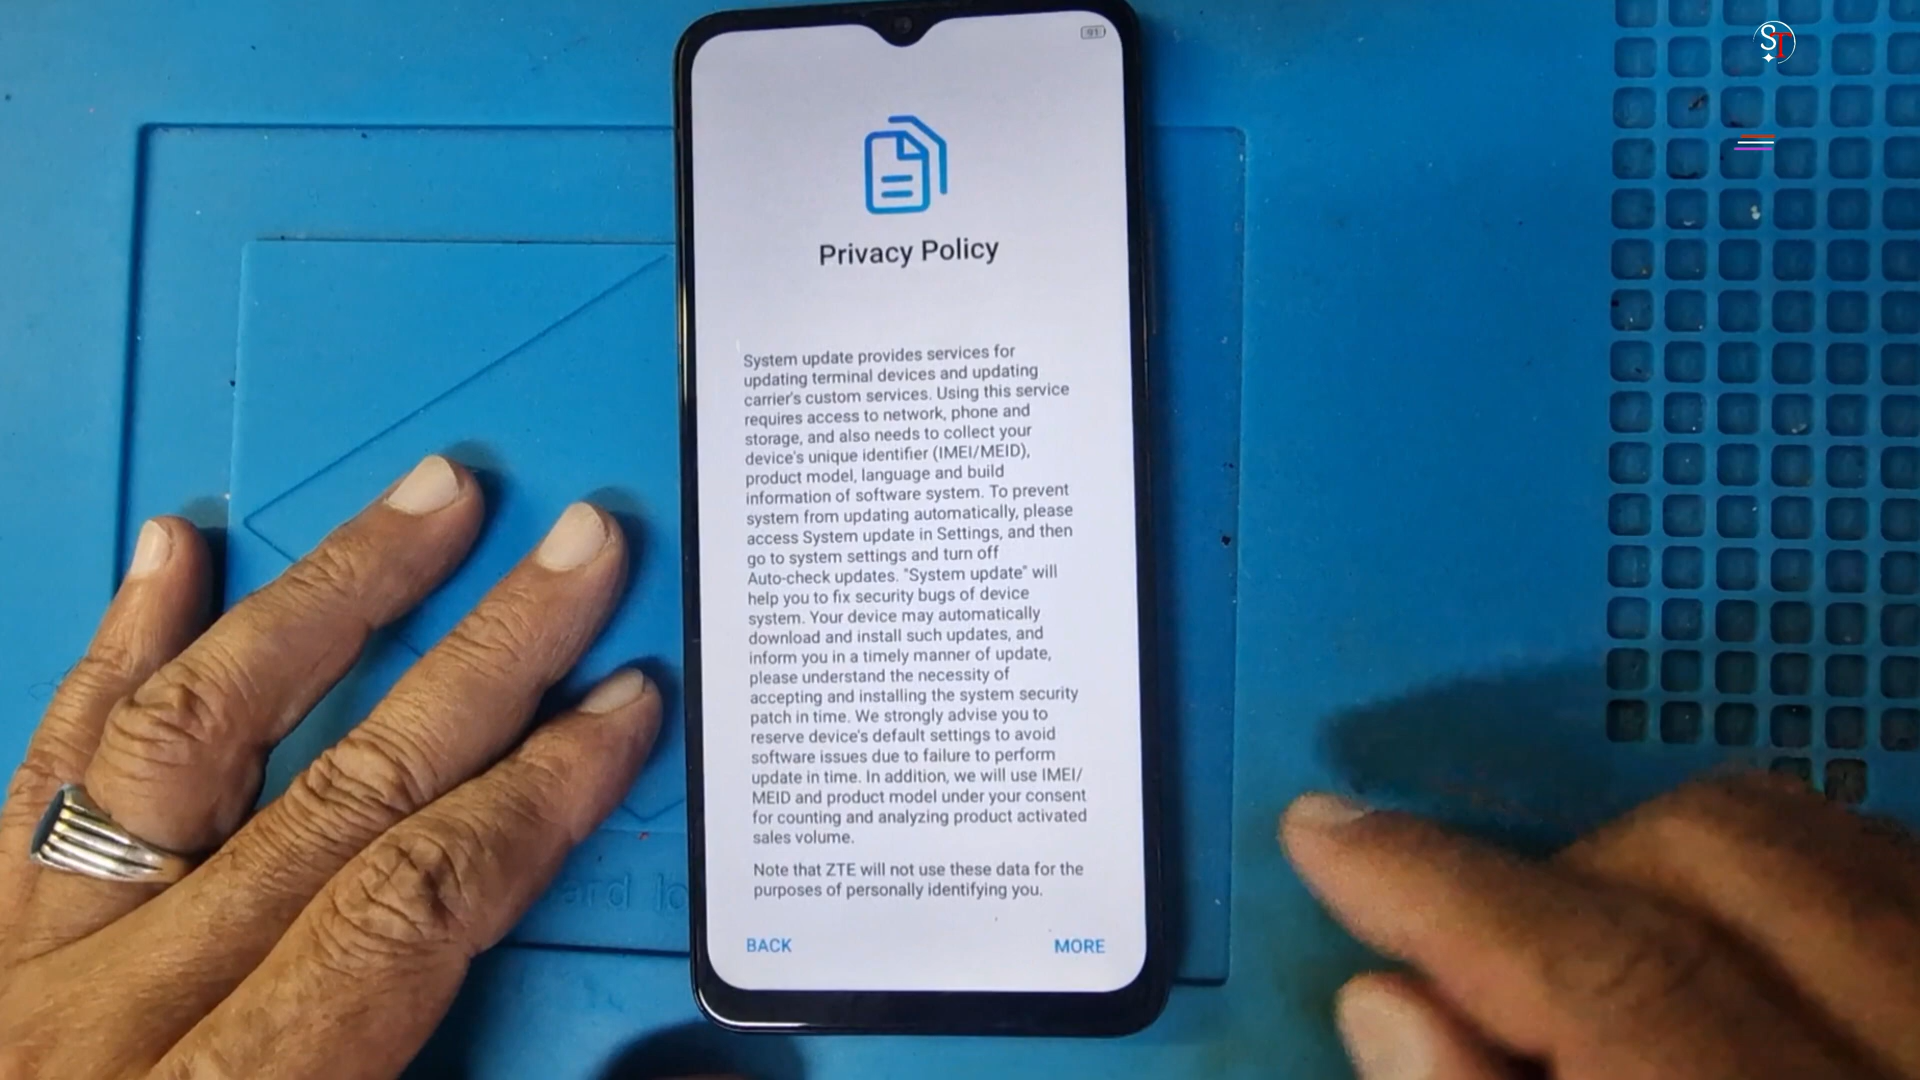 ST
91
Privacy Policy
System update provides services for
updating terminal devices and updating
carrier's custom services. Using this service
requires access to network, phone and
storage, and also needs to collect your
device's unique identifier (IMEI/MEID),
product model, language and build
information of software system. To prevent
system from updating automatically, please
access System update in Settings, and then
go to system settings and turn off
Auto-check updates. "System update" will
help you to fix security bugs of device
system. Your device may automatically
download and install such updates, and
inform you in a timely manner of update,
please understand the necessity of
accepting and installing the system security
patch in time. We strongly advise you to
reserve device's default settings to avoid
software issues due to failure to perform
update in time. In addition, we will use IMEI/
MEID and product model under your consent
for counting and analyzing product activated
sales volume.
Note that ZTE will not use these data for the
purposes of personally identifying you.
BACK
MORE